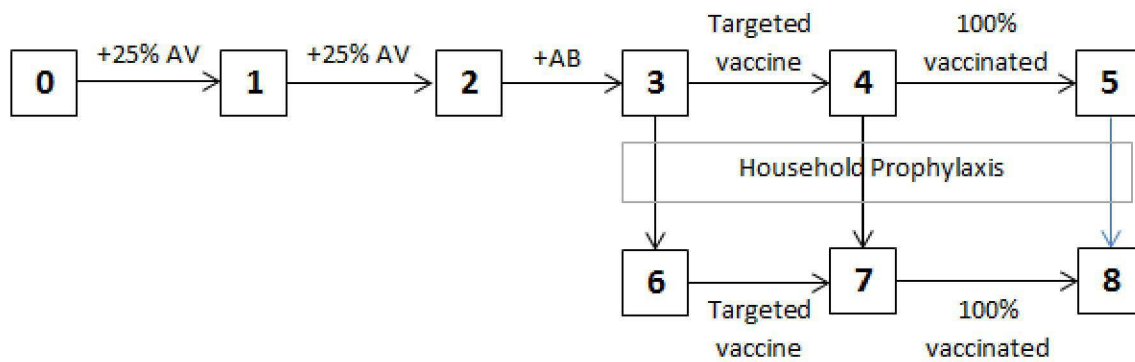 +25% AV
+25% AV
+AB
Targeted
vaccine
100%
vaccinated
0
1
2
3
4
5
Household Prophylaxis
6
7
8
Targeted
vaccine
100%
vaccinated